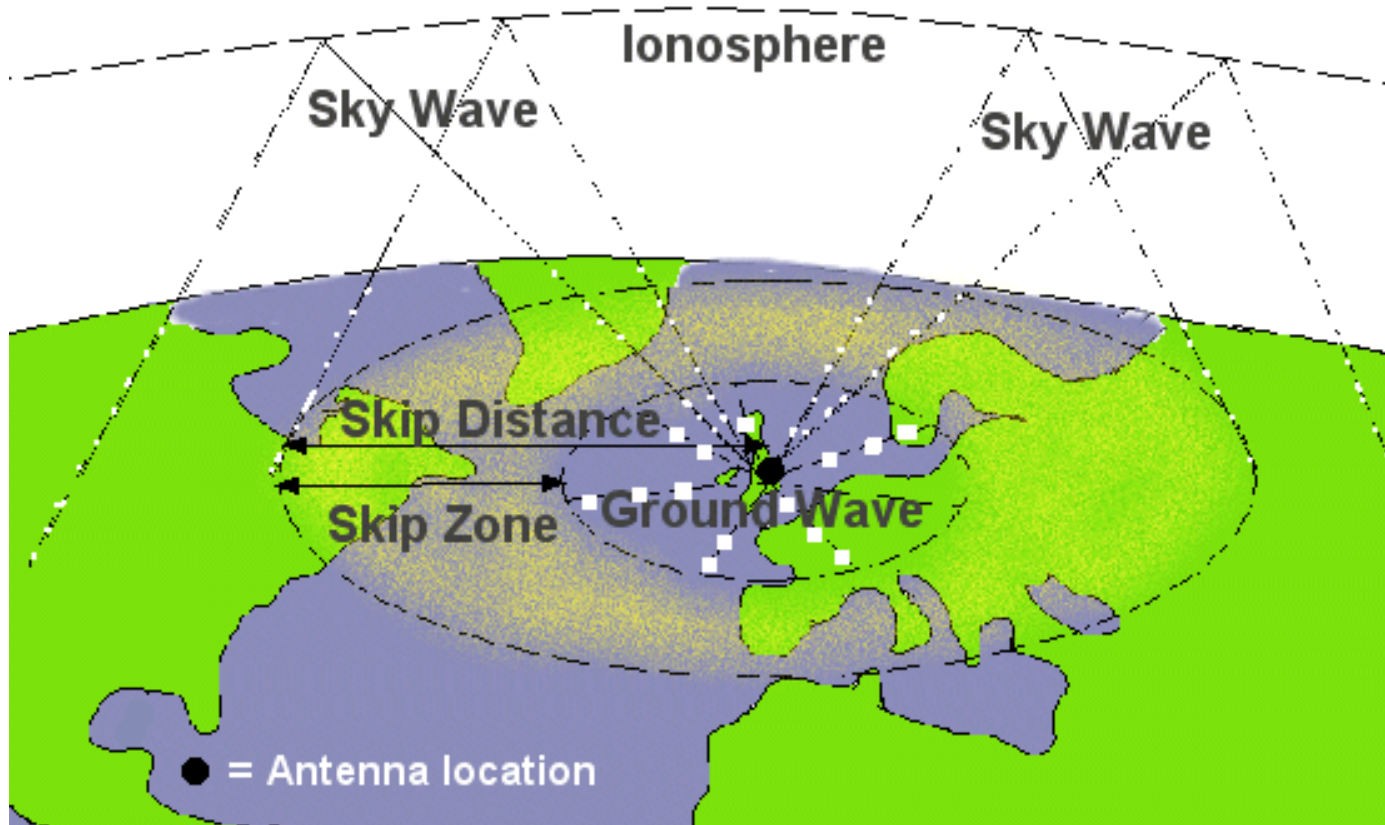 Ionosphere
Sky Wave
Sky Wave
Skip Distance
Skip Zone
Ground Wave
= Antenna location